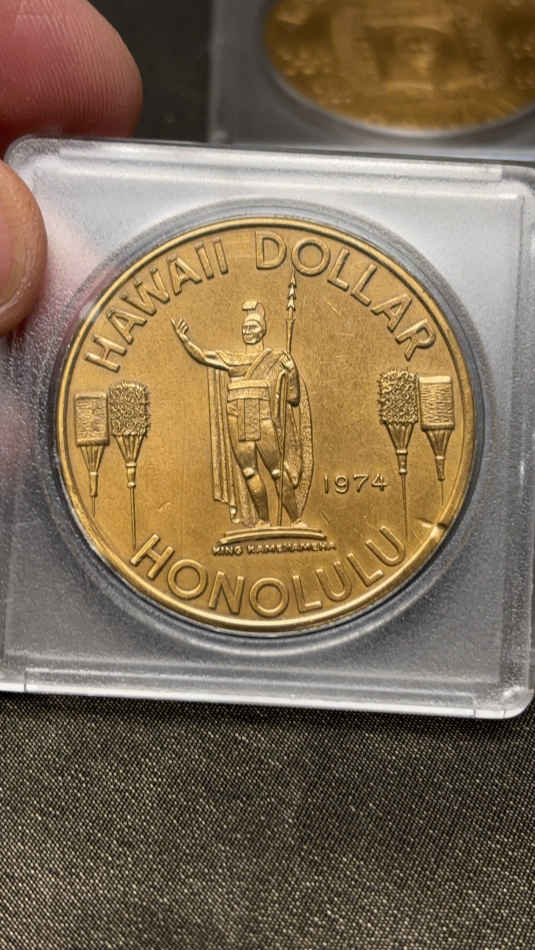 HAWAII DOLLAR
1974
KING KAMEHAMEHA
HONOLULU